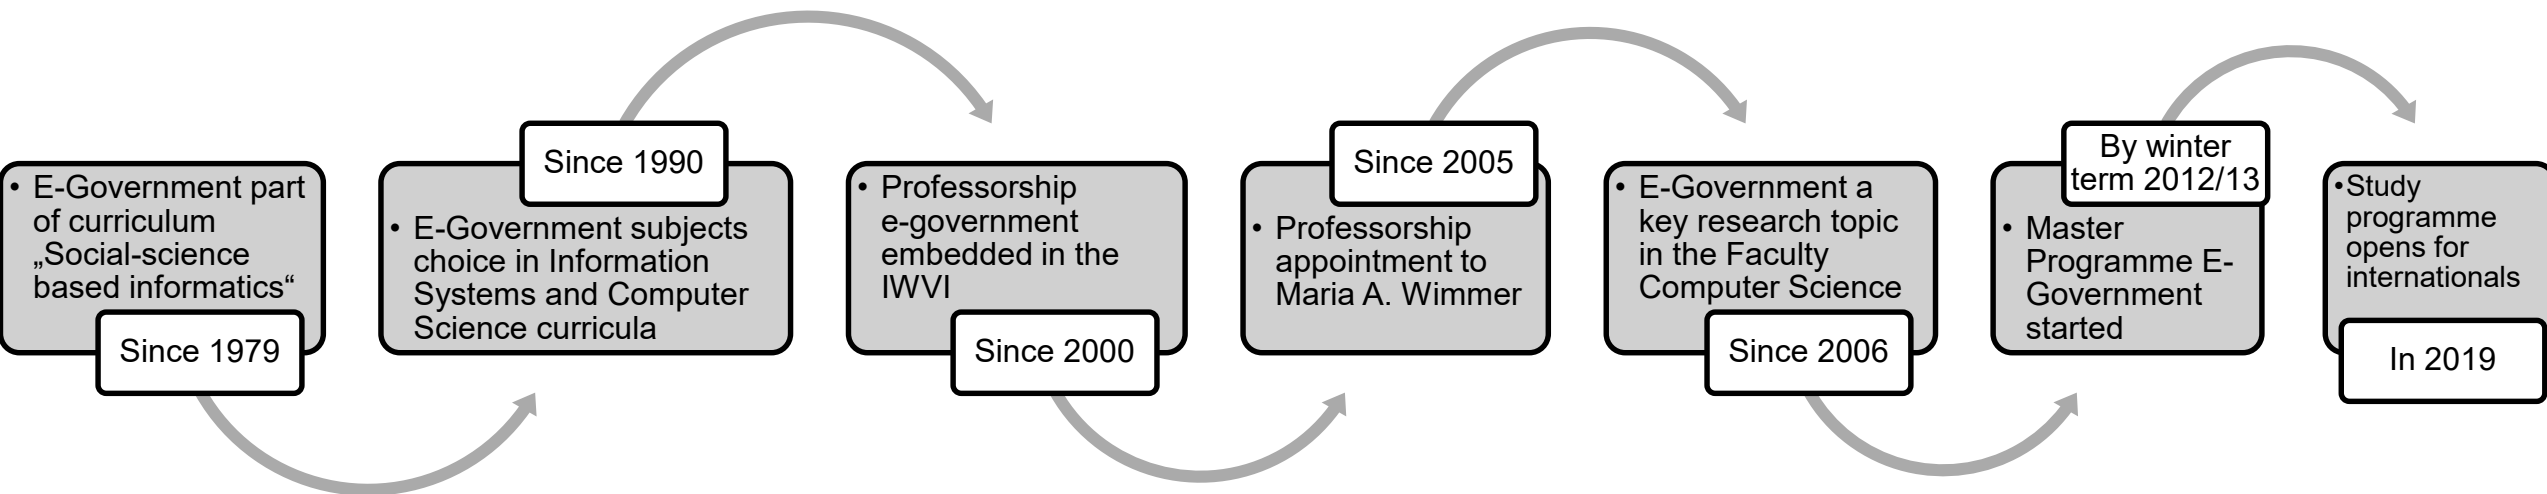 • E-Government part
of curriculum
„Social-science
based informatics“
Since 1979
Since 1990
• E-Government subjects
choice in Information
Systems and Computer
Science curricula
• Professorship
e-government
embedded in the
IWVI
Since 2000
Since 2005
• Professorship
appointment to
Maria A. Wimmer
• E-Government a
key research topic
in the Faculty
Computer Science
Since 2006
By winter
term 2012/13
• Master
Programme E-
Government
started
•Study
programme
opens for
internationals
In 2019